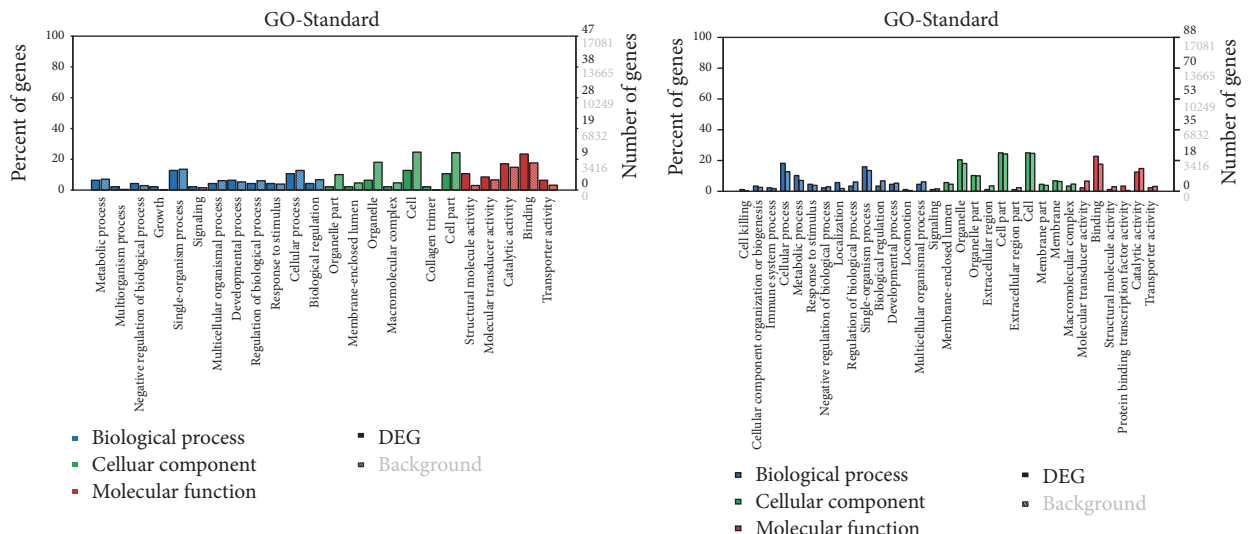 GO-Standard
Percent of genes
100
80
60
40
20
0
47
17081
38
13665
28
10249
19
6832
9
3416
0
0
Number of genes
Metabolic process
Multiorganism process
Negative regulation of biological process
Growth
Single-organism process
Signaling
Multicellular organismal process
Developmental process
Regulation of biological process
Response to stimulus
Cellular process
Biological regulation
Organelle part
Membrane-enclosed lumen
Organelle
Macromolecular complex
Cell
Collagen trimer
Cell part
Structural molecule activity
Molecular transducer activity
Catalytic activity
Binding
Transporter activity
Biological process
Celluar component
Molecular function
DEG
Background
GO-Standard
Percent of genes
100
80
60
40
20
0
88
17081
70
13665
53
10249
35
6832
18
3416
0
0
Number of genes
Cell killing
Cellular component organization or biogenesis
Immune system process
Cellular process
Metabolic process
Response to stimulus
Negative regulation of biological process
Localization
Regulation of biological process
Single-organism process
Biological regulation
Developmental process
Locomotion
Multicellular organismal process
Signaling
Membrane-enclosed lumen
Organelle
Organelle part
Extracellular region
Cell part
Extracellular region part
Cell
Membrane part
Membrane
Macromolecular complex
Molecular transducer activity
Binding
Structural molecule activity
Protein binding transcription factor activity
Catalytic activity
Transporter activity
Biological process
Cellular component
Molecular function
DEG
Background